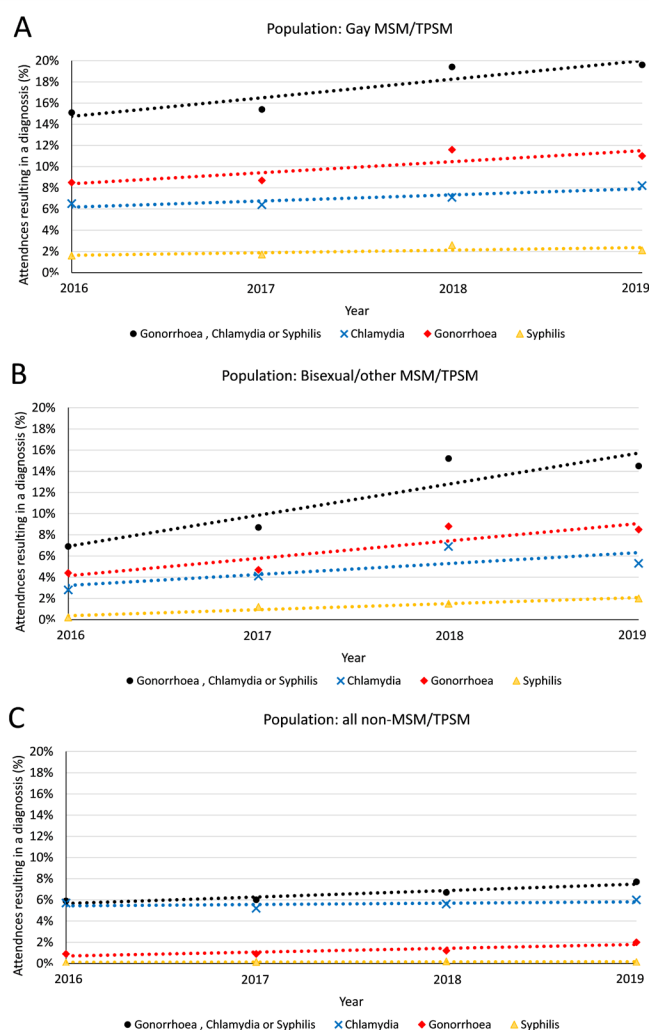 A
Population: Gay MSM/TPSM
Attendnces resulting in a diagnossis (%)
20%
18%
16%
14%
12%
10%
8%
6%
4%
2%
0%
2016 2017 2018 2019
Year
Gonorrhoea , Chlamydia or Syphilis Chlamydia Gonorrhoea Syphilis
B
Population: Bisexual/other MSM/TPSM
Attendnces resulting in a diagnossis (%)
20%
18%
16%
14%
12%
10%
8%
6%
4%
2%
0%
2016 2017 2018 2019
Year
Gonorrhoea , Chlamydia or Syphilis Chlamydia Gonorrhoea Syphilis
C
Population: all non-MSM/TPSM
Attendnces resulting in a diagnossis (%)
20%
18%
16%
14%
12%
10%
8%
6%
4%
2%
0%
2016 2017 2018 2019
Year
Gonorrhoea , Chlamydia or Syphilis Chlamydia Gonorrhoea Syphilis